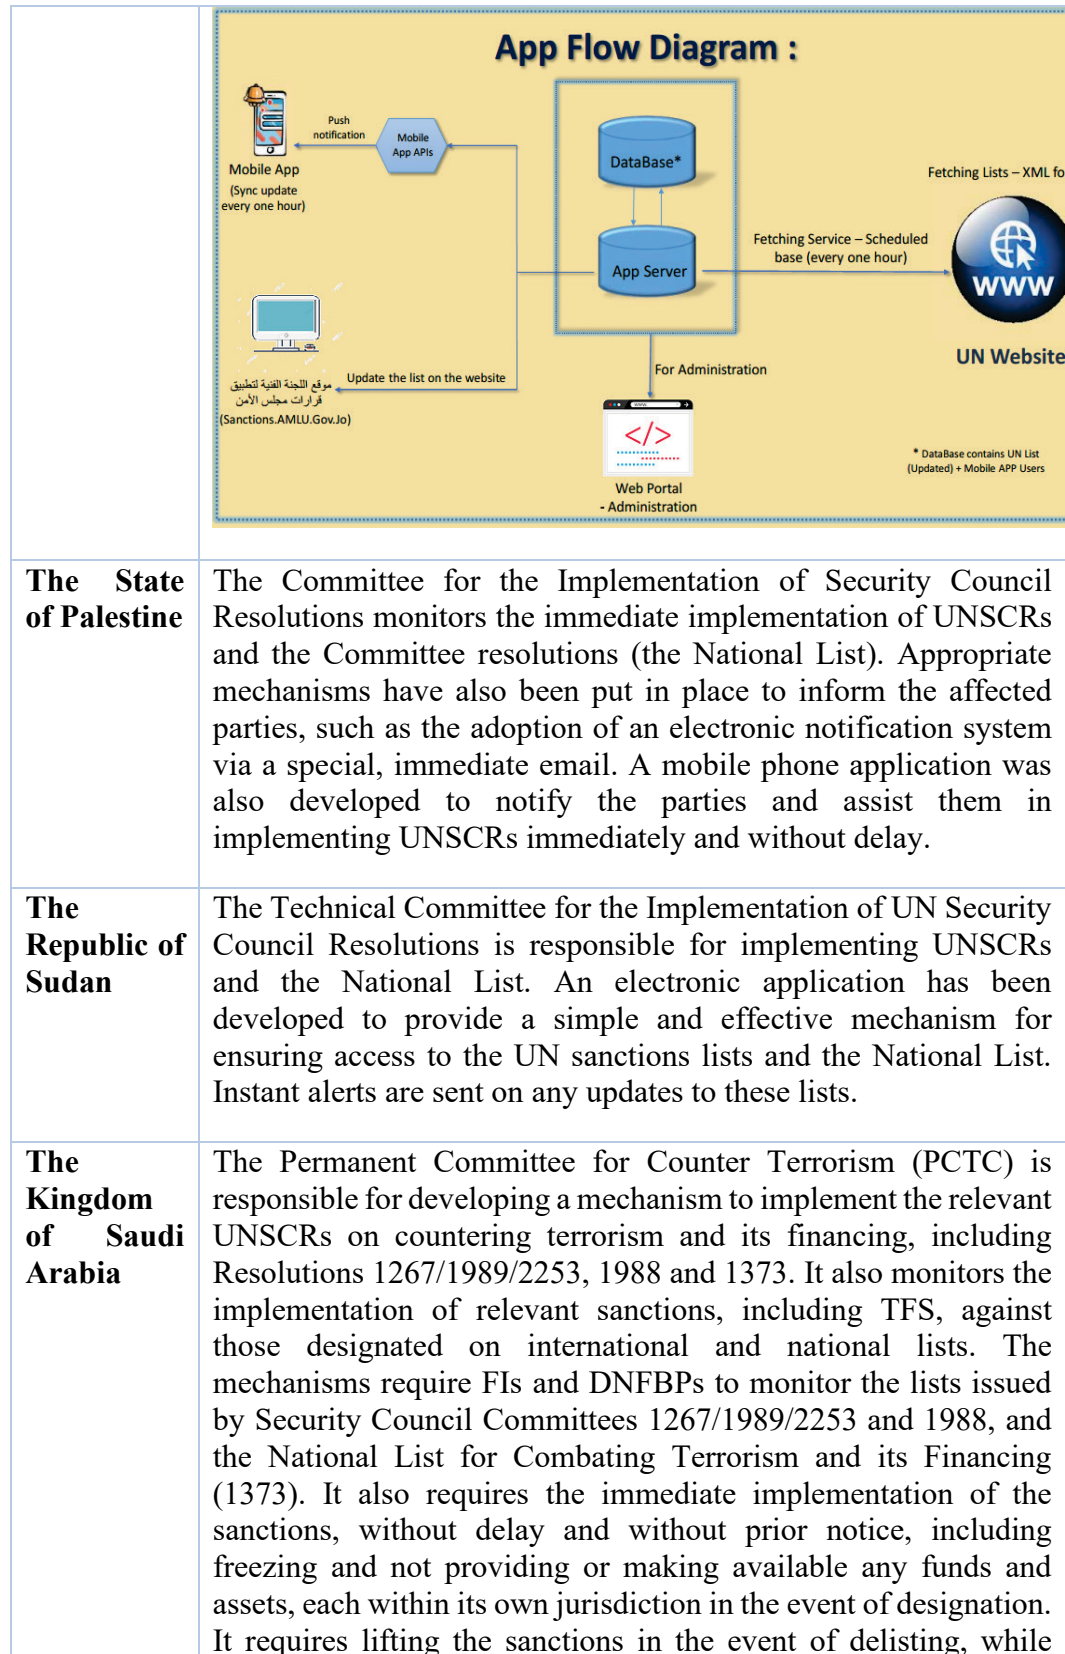 App Flow Diagram :
Push
notification
Mobile
App APIs
Mobile App
(Sync update
every one hour)
DataBase*
App Server
Fetching Lists – XML fo
Fetching Service – Scheduled
base (every one hour)
WWW
UN Website
موقع اللجنة الفنية لتطبيق
قرارات مجلس الأمن
(Sanctions.AMLU.Gov.Jo)
Update the list on the website
For Administration
www
</>
Web Portal
- Administration
* DataBase contains UN List
(Updated) + Mobile APP Users
The State
of Palestine
The Committee for the Implementation of Security Council
Resolutions monitors the immediate implementation of UNSCRs
and the Committee resolutions (the National List). Appropriate
mechanisms have also been put in place to inform the affected
parties, such as the adoption of an electronic notification system
via a special, immediate email. A mobile phone application was
also developed to notify the parties and assist them in
implementing UNSCRs immediately and without delay.
The
Republic of
Sudan
The Technical Committee for the Implementation of UN Security
Council Resolutions is responsible for implementing UNSCRs
and the National List. An electronic application has been
developed to provide a simple and effective mechanism for
ensuring access to the UN sanctions lists and the National List.
Instant alerts are sent on any updates to these lists.
The
Kingdom
of Saudi
Arabia
The Permanent Committee for Counter Terrorism (PCTC) is
responsible for developing a mechanism to implement the relevant
UNSCRs on countering terrorism and its financing, including
Resolutions 1267/1989/2253, 1988 and 1373. It also monitors the
implementation of relevant sanctions, including TFS, against
those designated on international and national lists. The
mechanisms require FIs and DNFBPs to monitor the lists issued
by Security Council Committees 1267/1989/2253 and 1988, and
the National List for Combating Terrorism and its Financing
(1373). It also requires the immediate implementation of the
sanctions, without delay and without prior notice, including
freezing and not providing or making available any funds and
assets, each within its own jurisdiction in the event of designation.
It requires lifting the sanctions in the event of delisting, while